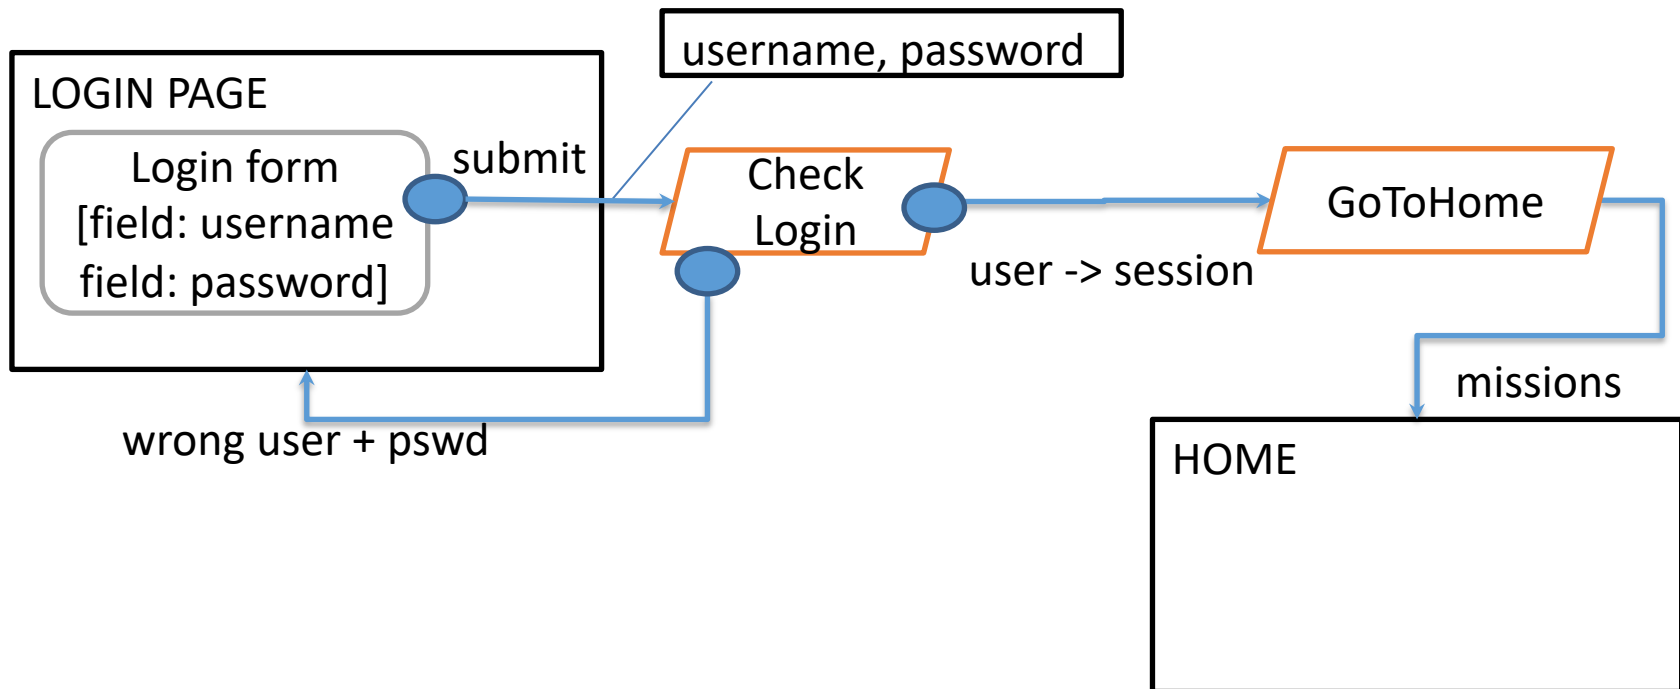 username, password
LOGIN PAGE
Login form
[field: username
field: password]
submit
Check
Login
user -> session
GoToHome
wrong user + pswd
missions
HOME